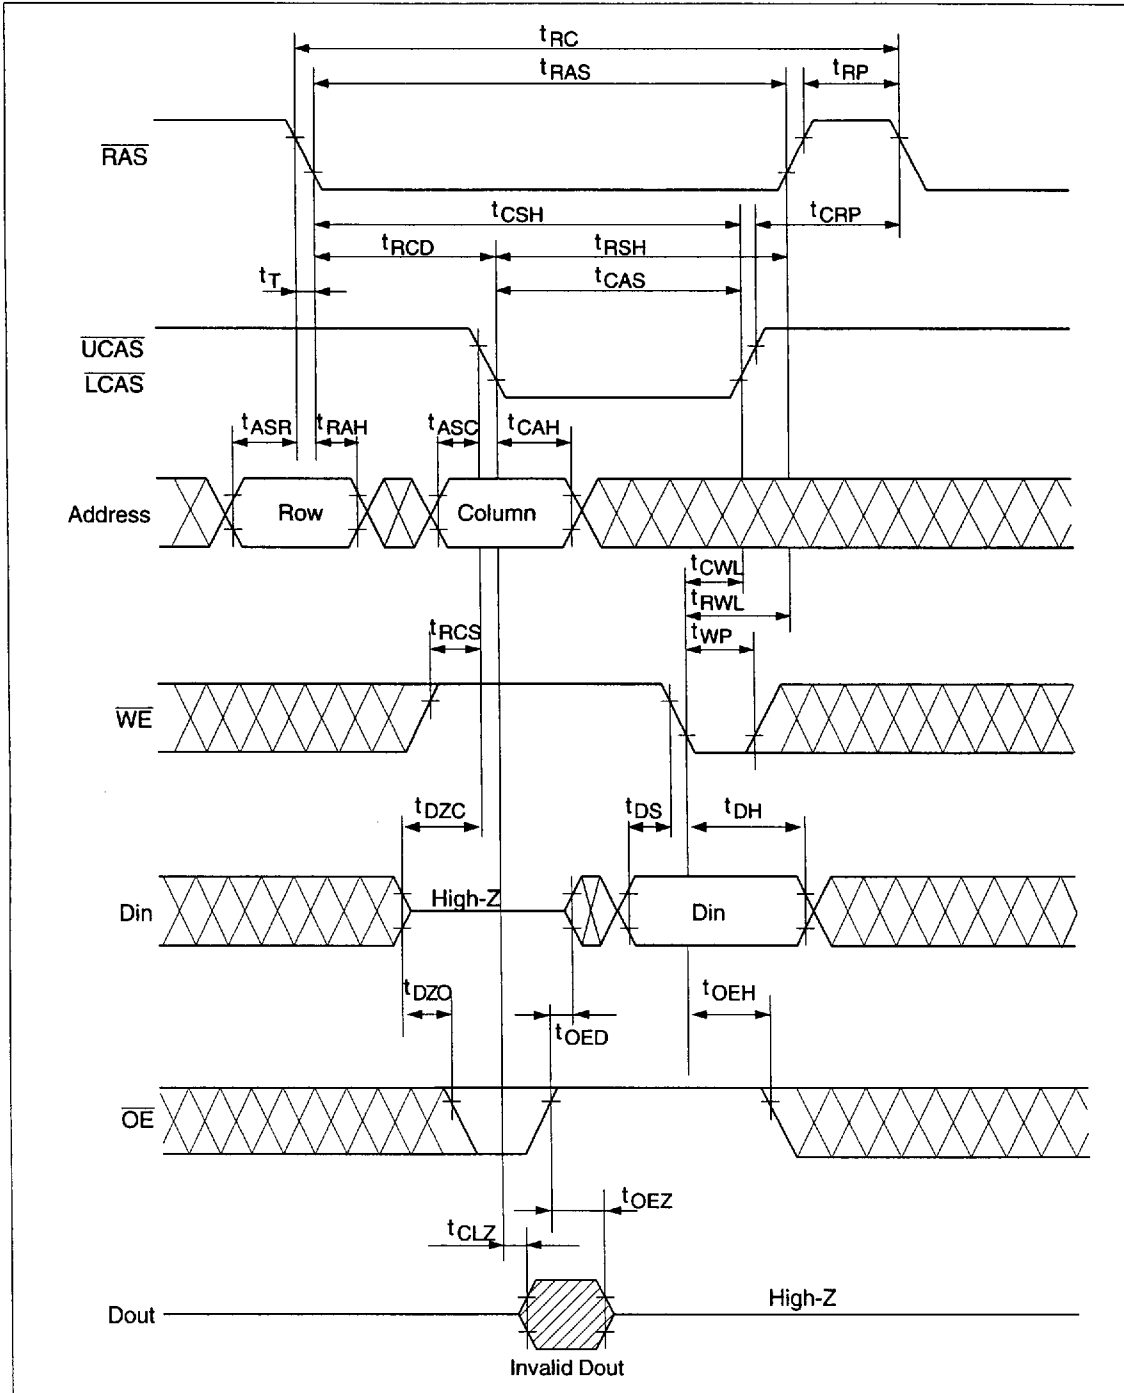 tRC
tRAS
tRP
RAS
tCSH
tCRP
tRCD
tRSH
tT
tCAS
UCAS
LCAS
tASR
tRAH
tASC
tCAH
Address
Row
Column
tCWL
tRWL
tRCS
tWP
WE
tDZC
tDS
tDH
High-Z
Din
Din
tDZO
tOEH
tOED
OE
tOEZ
tCLZ
High-Z
Dout
Invalid Dout